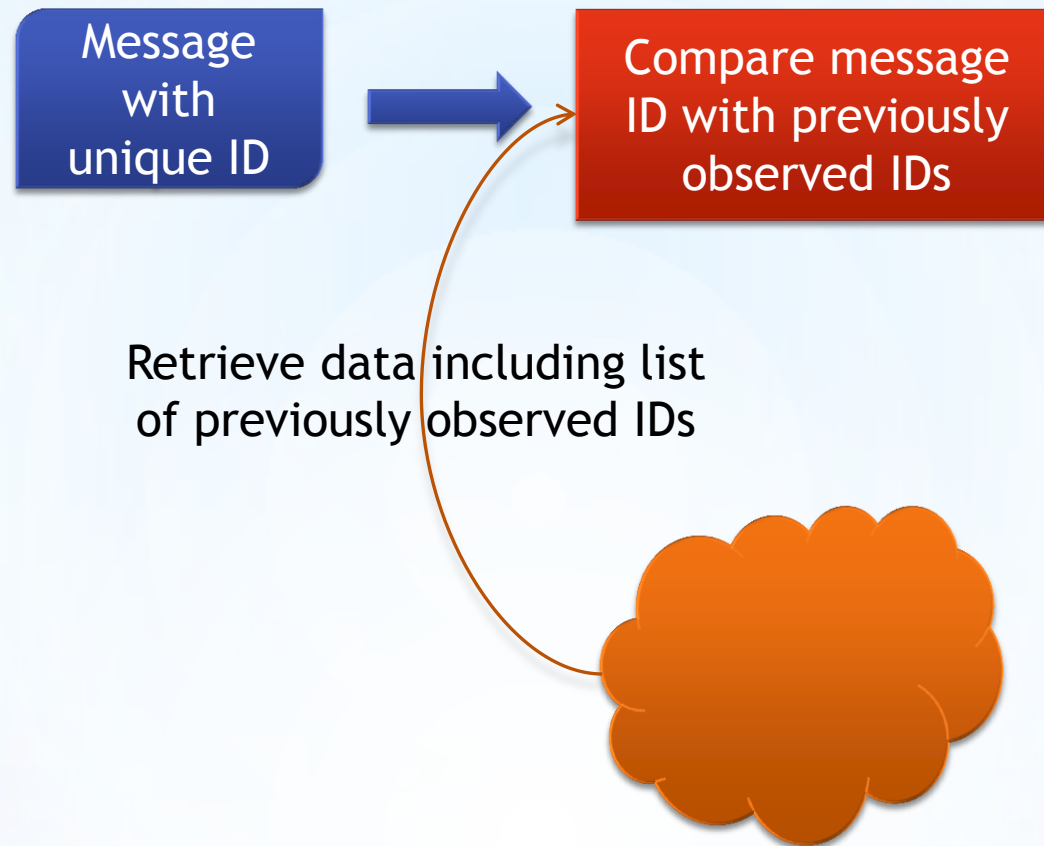 Message
with
unique ID
Compare message
ID with previously
observed IDs
Retrieve data including list
of previously observed IDs